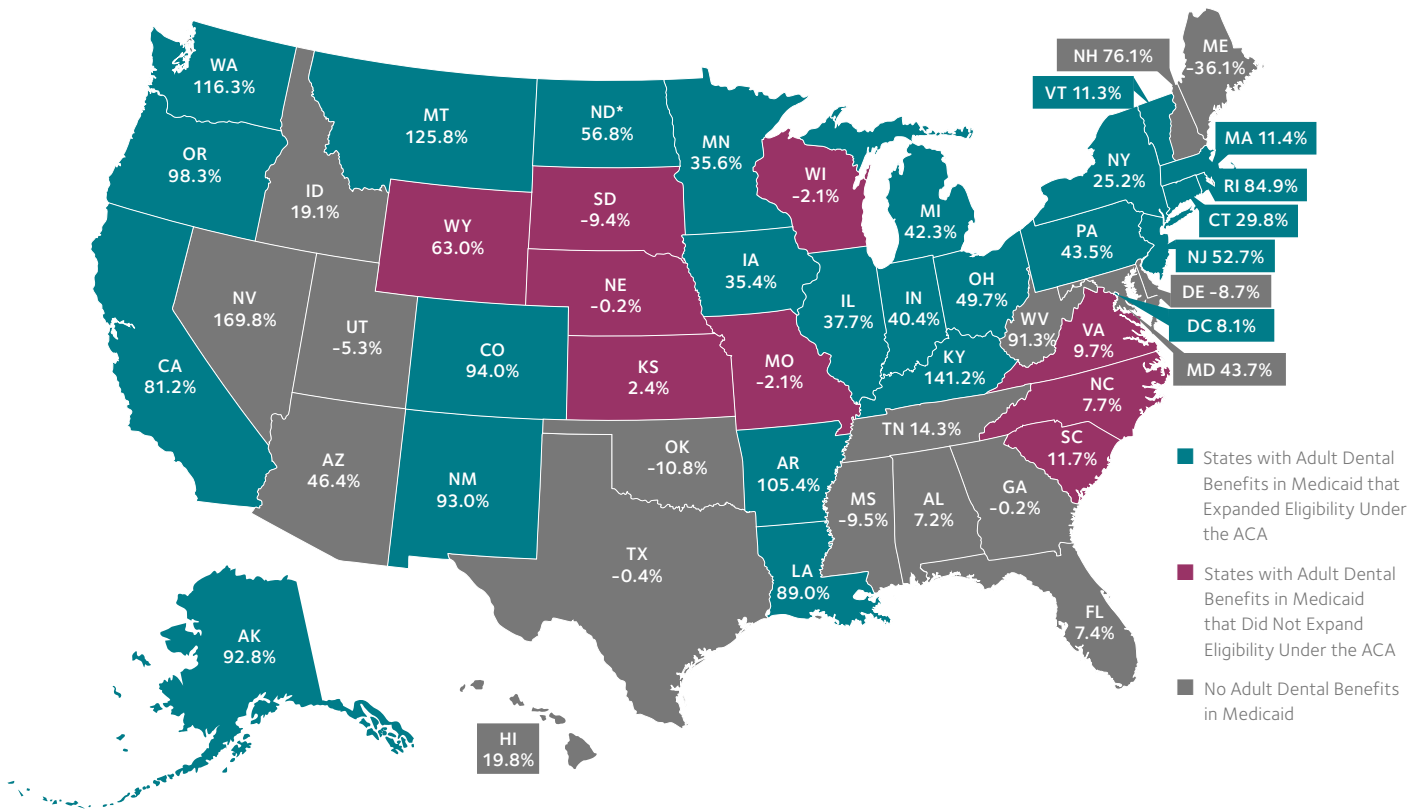 WA
116.3%
OR
98.3%
CA
81.2%
ID
19.1%
NV
169.8%
MT
125.8%
WY
63.0%
UT
-5.3%
AZ
46.4%
CO
94.0%
NM
93.0%
ND*
56.8%
SD
-9.4%
NE
-0.2%
KS
2.4%
OK
-10.8%
TX
-0.4%
MN
35.6%
IA
35.4%
MO
-2.1%
AR
105.4%
LA
89.0%
WI
-2.1%
IL
37.7%
MI
42.3%
IN
40.4%
OH
49.7%
KY
141.2%
TN 14.3%
MS
-9.5%
AL
7.2%
GA
-0.2%
FL
7.4%
SC
11.7%
NC
7.7%
VA
9.7%
WV
91.3%
PA
43.5%
NY
25.2%
ME
-36.1%
NH 76.1%
VT 11.3%
MA 11.4%
RI 84.9%
CT 29.8%
NJ 52.7%
DE -8.7%
DC 8.1%
MD 43.7%
AK
92.8%
HI
19.8%
States with Adult Dental
Benefits in Medicaid that
Expanded Eligibility Under
the ACA
States with Adult Dental
Benefits in Medicaid
that Did Not Expand
Eligibility Under the ACA
No Adult Dental Benefits
in Medicaid